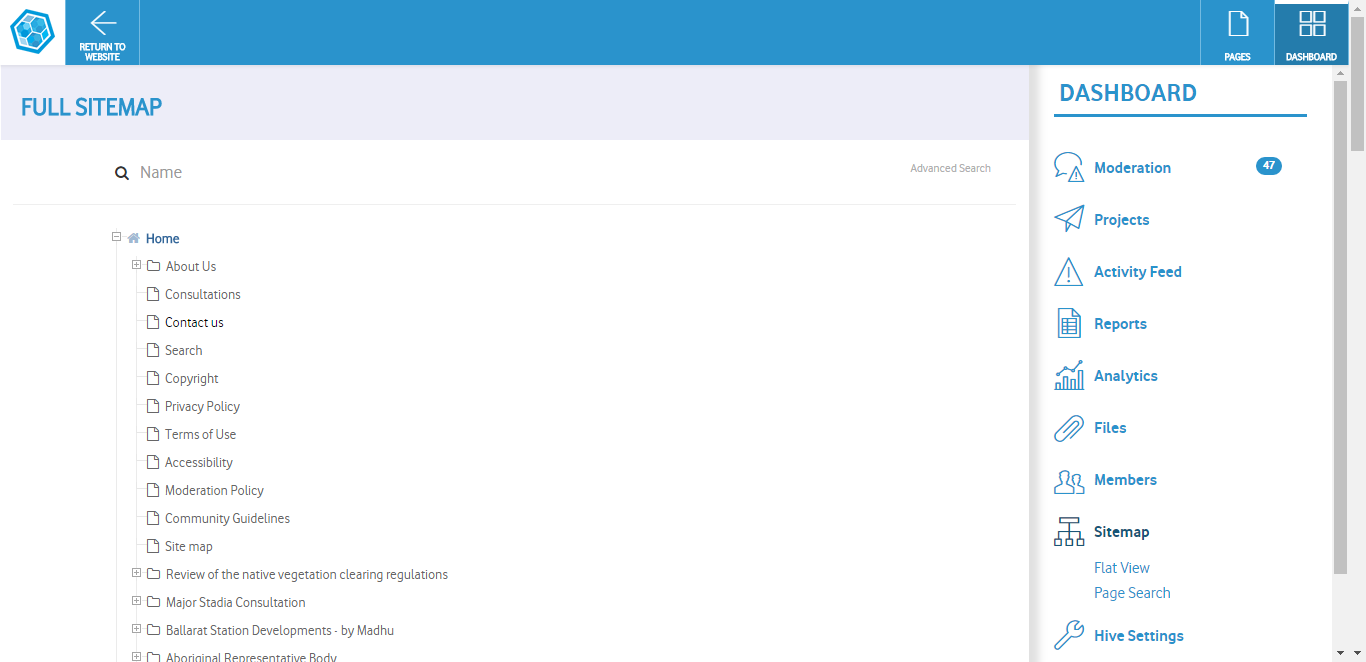 RETURN TO
WEBSITE
PAGES
DASHBOARD
FULL SITEMAP
Name
Advanced Search
Home
About Us
Consultations
Contact us
Search
Copyright
Privacy Policy
Terms of Use
Accessibility
Moderation Policy
Community Guidelines
Site map
Review of the native vegetation clearing regulations
Major Stadia Consultation
Ballarat Station Developments - by Madhu
Aboriginal Representative Body
DASHBOARD
Moderation 47
Projects
Activity Feed
Reports
Analytics
Files
Members
Sitemap
Flat View
Page Search
Hive Settings